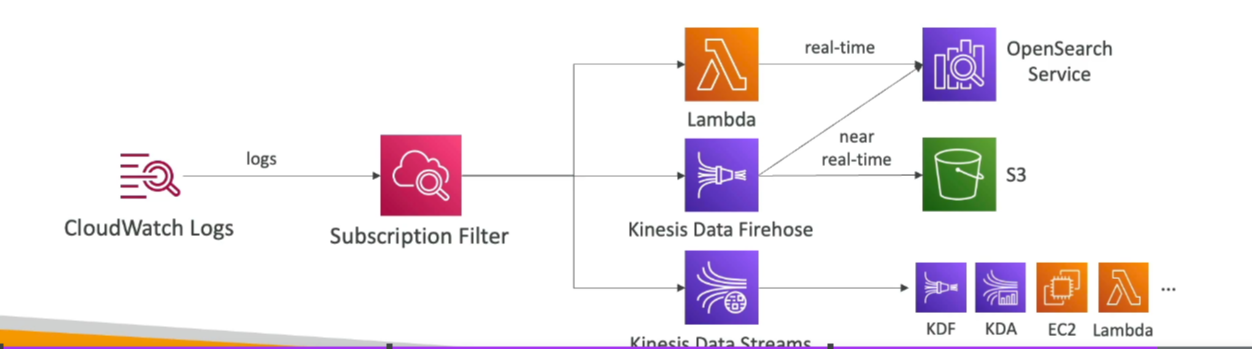 logs
CloudWatch Logs
Subscription Filter
Lambda
real-time
OpenSearch
Service
Kinesis Data Firehose
near
real-time
S3
Kinesis Data Streams
KDF
KDA
EC2
Lambda
...